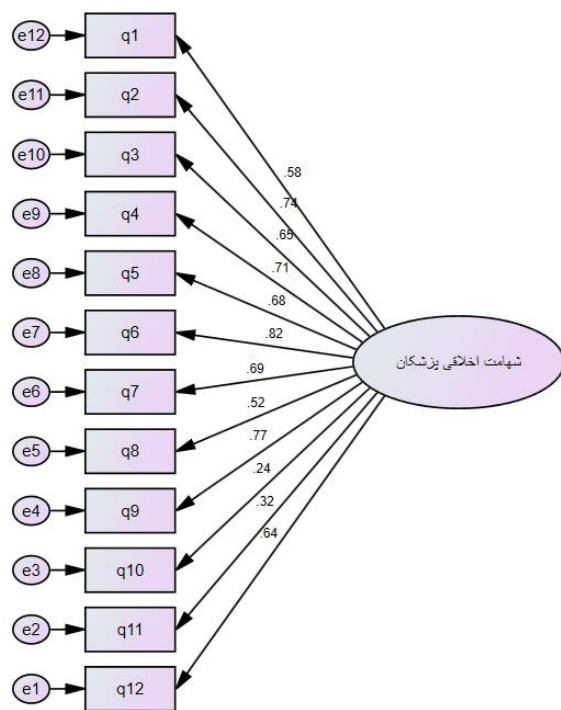 e12 q1
e11 q2
e10 q3
e9 q4
e8 q5
e7 q6
e6 q7
e5 q8
e4 q9
e3 q10
e2 q11
e1 q12
.58
.74
.65
.71
.68
.82
.69
.52
.77
.24
.32
.64
شهامت اخلاقی پزشکان